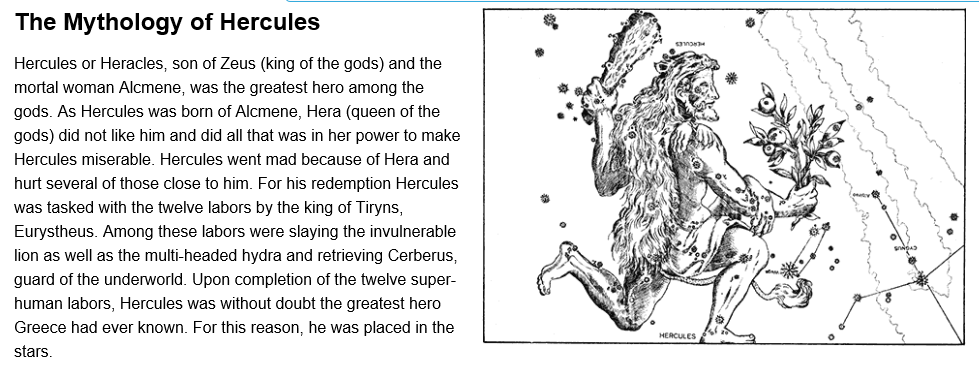 The Mythology of Hercules
Hercules or Heracles, son of Zeus (king of the gods) and the
mortal woman Alcmene, was the greatest hero among the
gods. As Hercules was born of Alcmene, Hera (queen of the
gods) did not like him and did all that was in her power to make
Hercules miserable. Hercules went mad because of Hera and
hurt several of those close to him. For his redemption Hercules
was tasked with the twelve labors by the king of Tiryns,
Eurystheus. Among these labors were slaying the invulnerable
lion as well as the multi-headed hydra and retrieving Cerberus,
guard of the underworld. Upon completion of the twelve super-
human labors, Hercules was without doubt the greatest hero
Greece had ever known. For this reason, he was placed in the
stars.
HERCULES
CYGNUS
HERCULES